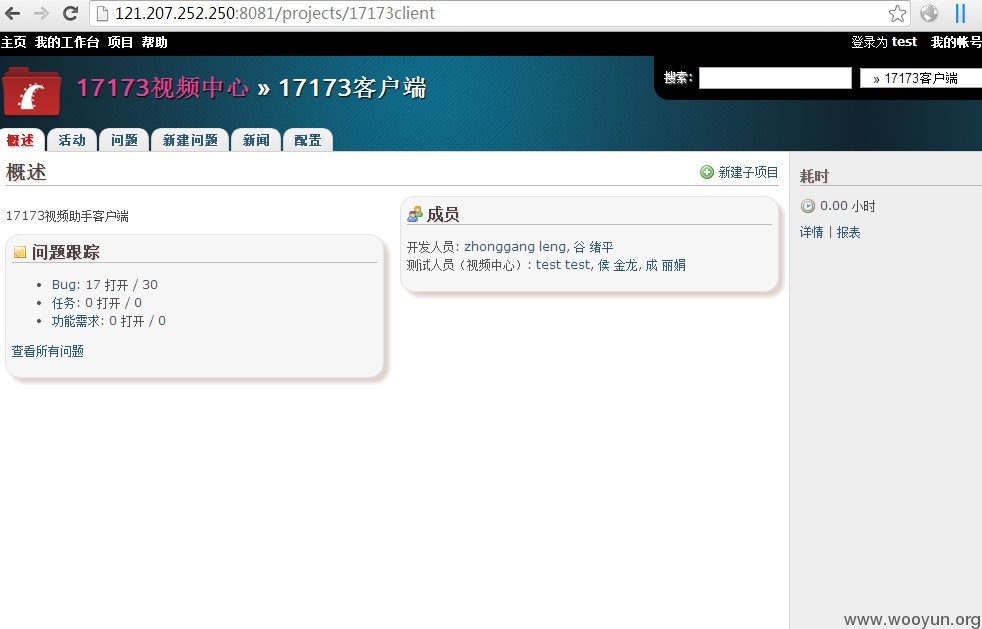 121.207.252.250:8081/projects/17173client
主页 我的工作台 项目 帮助
登录为 test 我的帐号
17173视频中心 » 17173客户端
搜索:
» 17173客户端
概述 活动 问题 新建问题 新闻 配置
概述
新建子项目
17173视频助手客户端
问题跟踪
Bug: 17 打开 / 30
任务: 0 打开 / 0
功能需求: 0 打开 / 0
查看所有问题
成员
开发人员: zhonggang leng, 谷 绪平
测试人员（视频中心）: test test, 侯 金龙, 成 丽娟
耗时
0.00 小时
详情 | 报表
www.wooyun.org